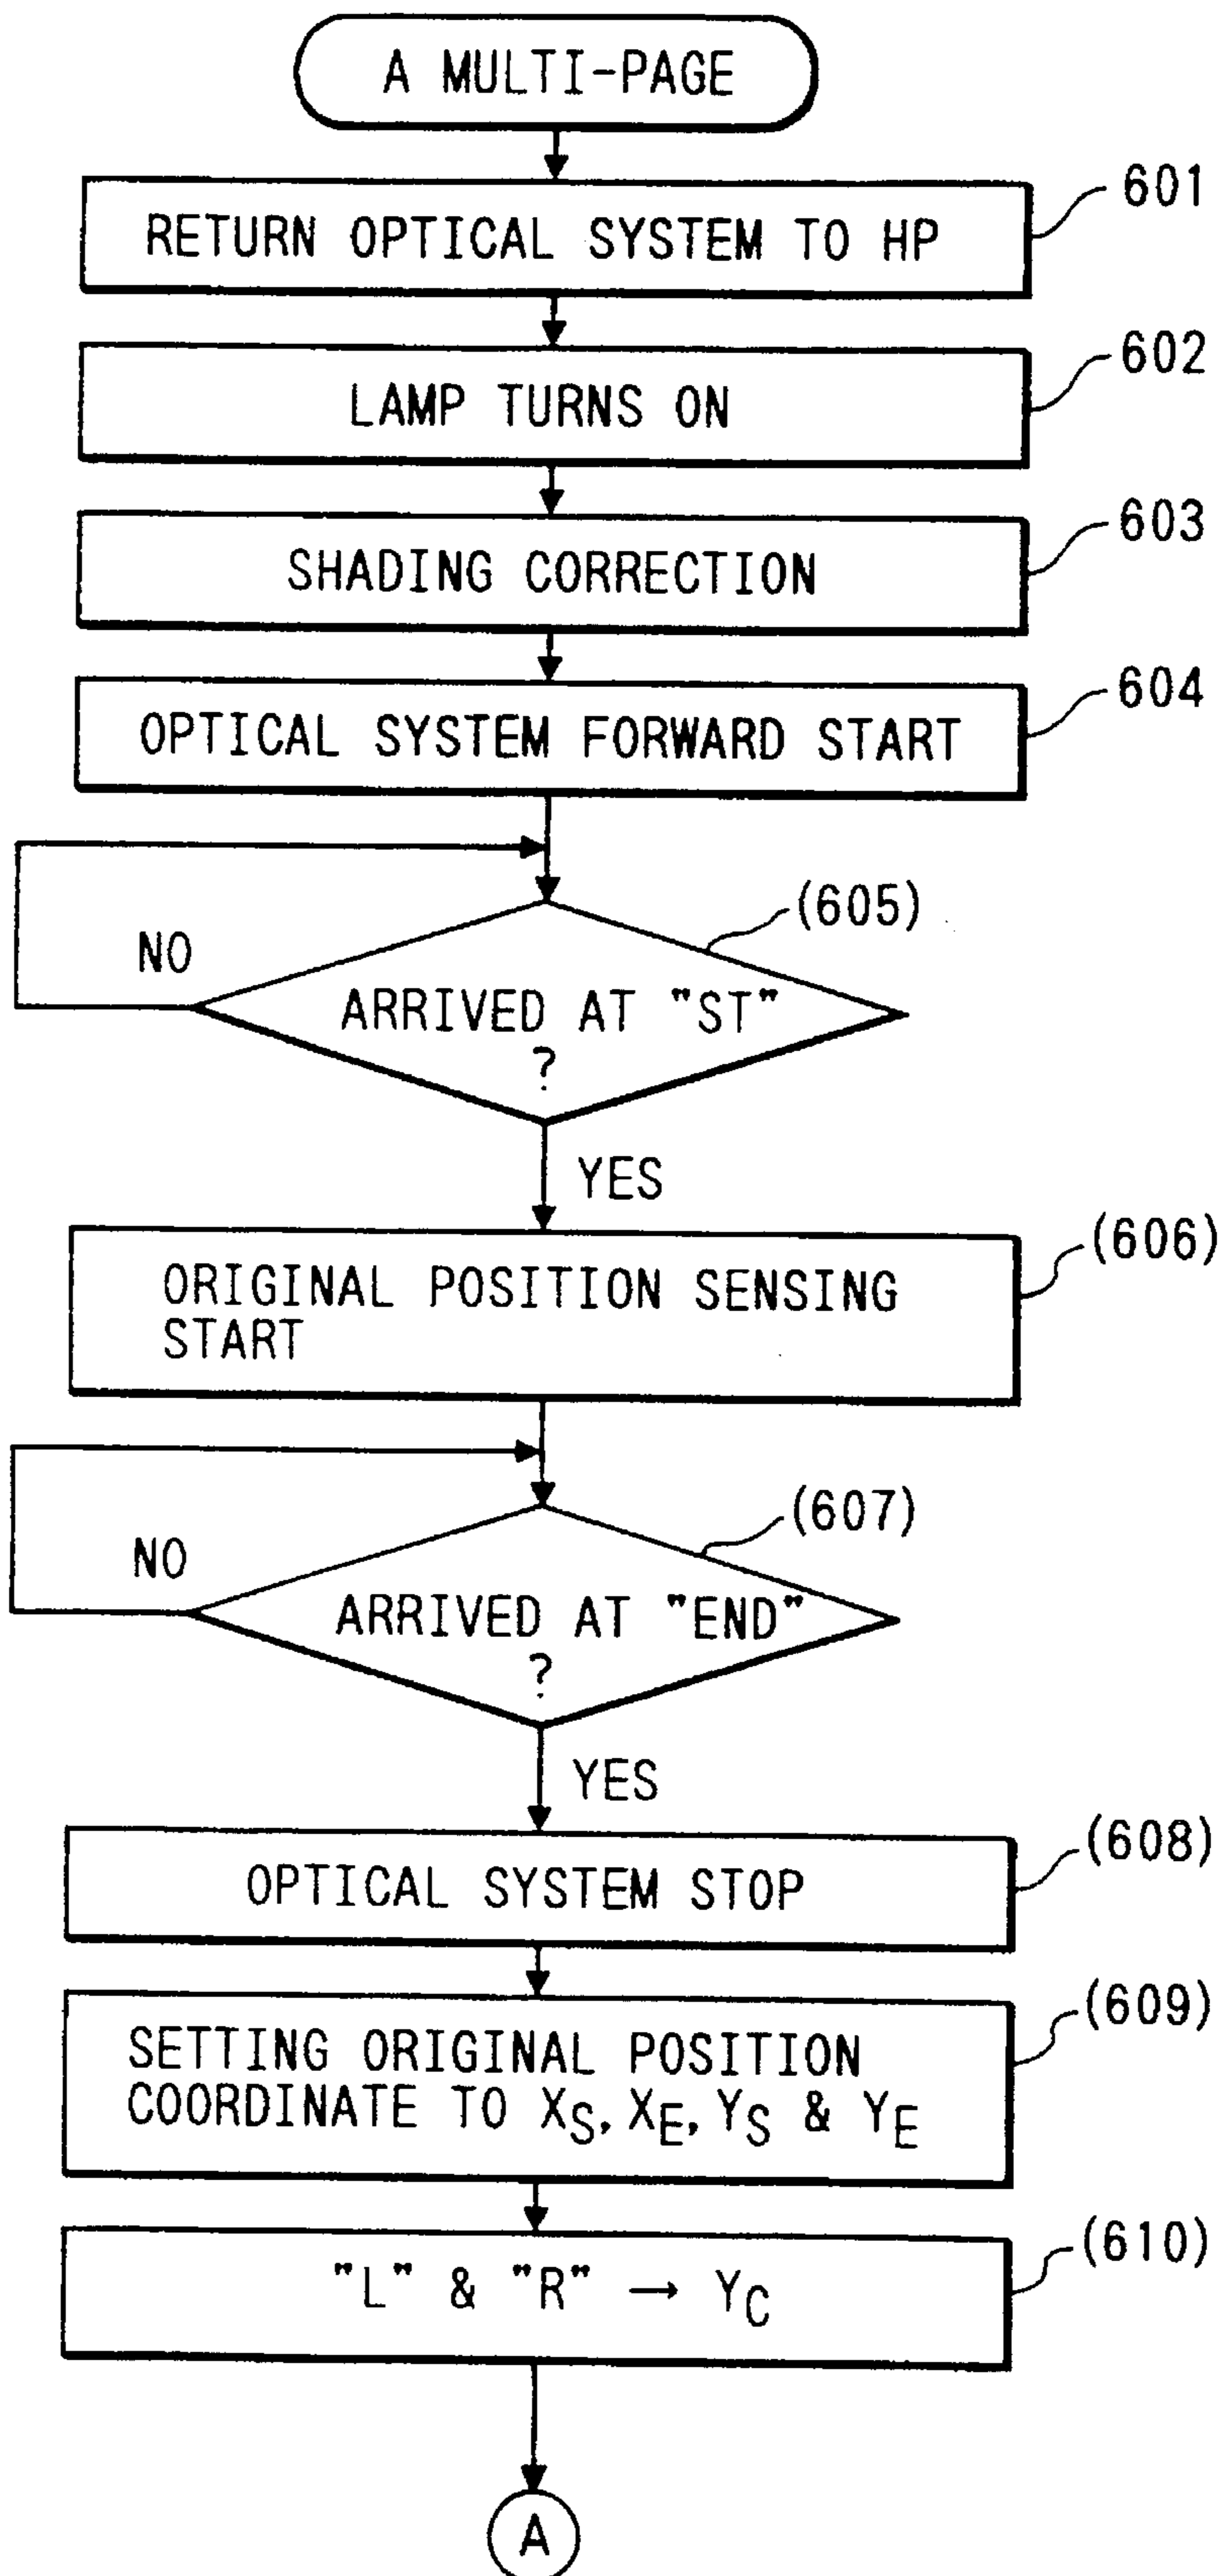 A MULTI-PAGE
601
RETURN OPTICAL SYSTEM TO HP
602
LAMP TURNS ON
603
SHADING CORRECTION
604
OPTICAL SYSTEM FORWARD START
(605)
NO
ARRIVED AT "ST"
?
YES
(606)
ORIGINAL POSITION SENSING
START
(607)
NO
ARRIVED AT "END"
?
YES
(608)
OPTICAL SYSTEM STOP
(609)
SETTING ORIGINAL POSITION
COORDINATE TO XS, XE, YS & YE
(610)
"L" & "R" → YC
A